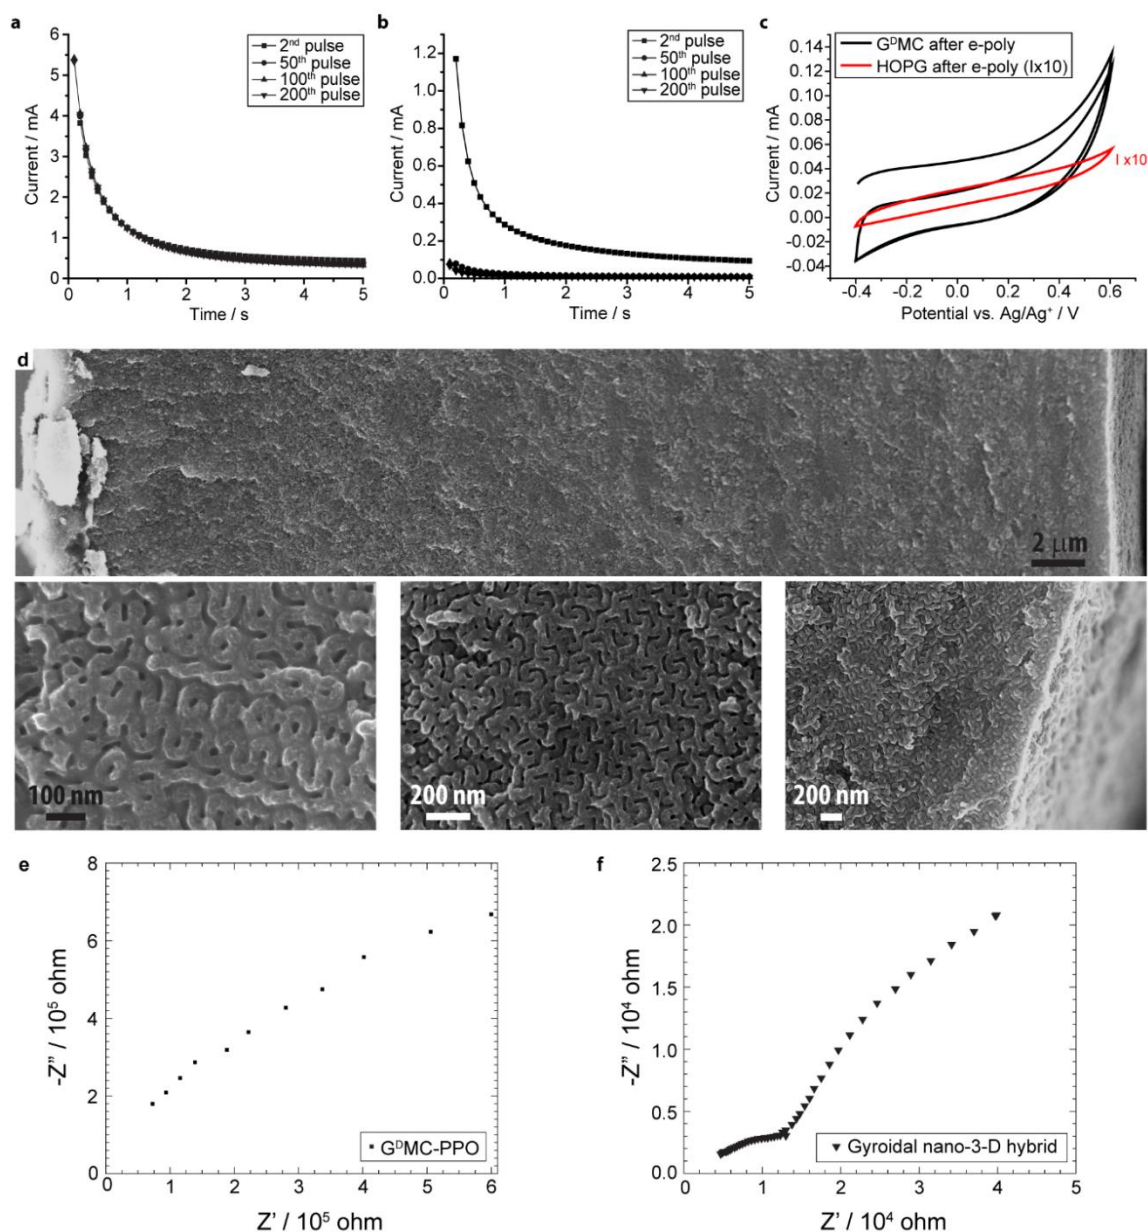 a
Current / mA
6
5
4
3
2
1
0
0 1 2 3 4 5
Time / s
2nd pulse
50th pulse
100th pulse
200th pulse
b
Current / mA
1.2
1.0
0.8
0.6
0.4
0.2
0.0
0 1 2 3 4 5
Time / s
2nd pulse
50th pulse
100th pulse
200th pulse
c
Current / mA
0.14
0.12
0.10
0.08
0.06
0.04
0.02
0.00
-0.02
-0.04
-0.4 -0.2 0.0 0.2 0.4 0.6
Potential vs. Ag/Ag⁺ / V
GᴰMC after e-poly
HOPG after e-poly (Ix10)
I x10
d
2 μm
100 nm
200 nm
200 nm
e
-Z” / 10⁵ ohm
8
6
4
2
0
0 1 2 3 4 5 6
Z’ / 10⁵ ohm
GᴰMC-PPO
f
-Z” / 10⁴ ohm
2.5
2.0
1.5
1.0
0.5
0.0
0 1 2 3 4 5
Z’ / 10⁴ ohm
Gyroidal nano-3-D hybrid